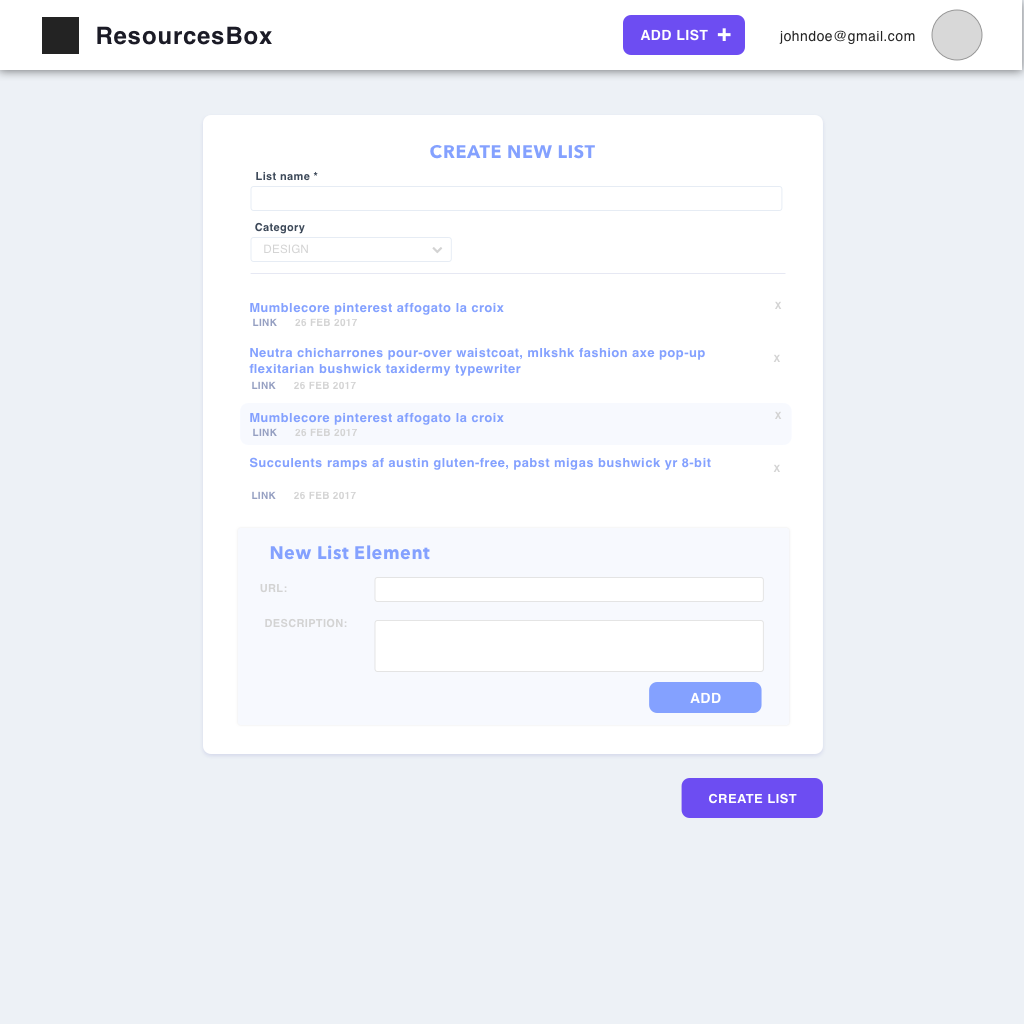 ResourcesBox
ADD LIST +
johndoe@gmail.com
CREATE NEW LIST
List name *
Category
DESIGN
Mumblecore pinterest affogato la croix
x
LINK 26 FEB 2017
Neutra chicharrones pour-over waistcoat, mlkshk fashion axe pop-up
x
flexitarian bushwick taxidermy typewriter
LINK 26 FEB 2017
Mumblecore pinterest affogato la croix
x
LINK 26 FEB 2017
Succulents ramps af austin gluten-free, pabst migas bushwick yr 8-bit
x
LINK 26 FEB 2017
New List Element
URL:
DESCRIPTION:
ADD
CREATE LIST